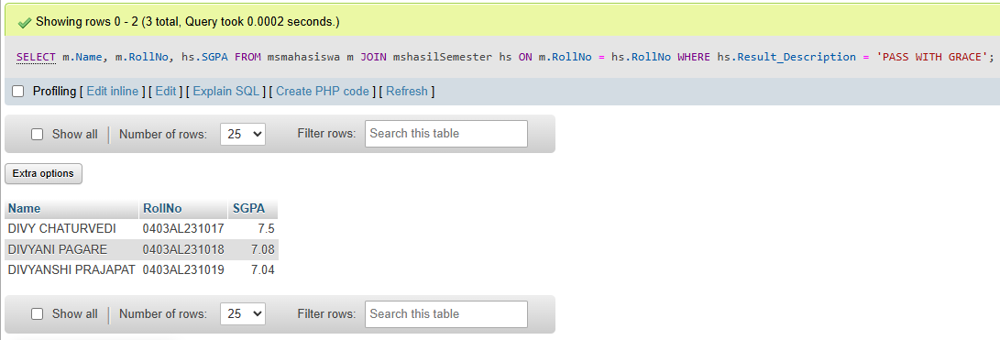 Showing rows 0 - 2 (3 total, Query took 0.0002 seconds.)
SELECT m.Name, m.RollNo, hs.SGPA FROM msmahasiswa m JOIN mshasilSemester hs ON m.RollNo = hs.RollNo WHERE hs.Result_Description = 'PASS WITH GRACE';
Profiling [ Edit inline ] [ Edit ] [ Explain SQL ] [ Create PHP code ] [ Refresh ]
Show all | Number of rows: 25 Filter rows: Search this table
Extra options
Name RollNo SGPA
DIVY CHATURVEDI 0403AL231017 7.5
DIVYANI PAGARE 0403AL231018 7.08
DIVYANSHI PRAJAPAT 0403AL231019 7.04
Show all | Number of rows: 25 Filter rows: Search this table